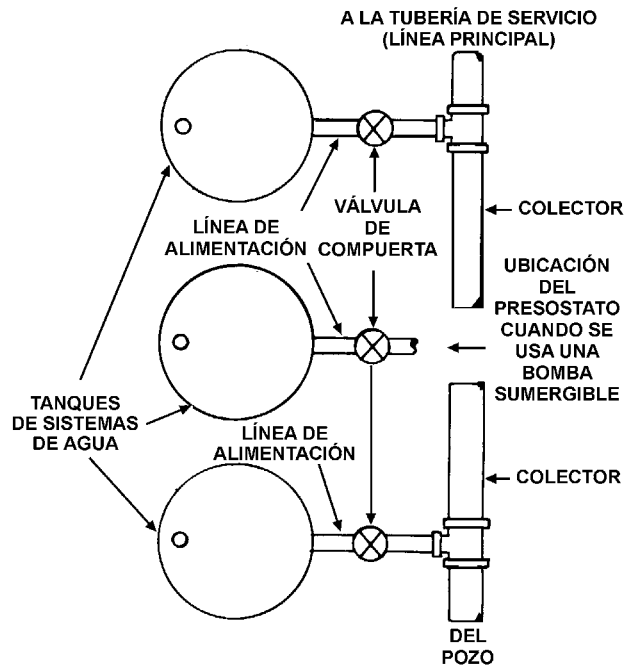 A LA TUBERÍA DE SERVICIO
(LÍNEA PRINCIPAL)
LÍNEA DE
ALIMENTACIÓN
VÁLVULA
DE
COMPUERTA
COLECTOR
UBICACIÓN
DEL
PRESOSTATO
CUANDO SE
USA UNA
BOMBA
SUMERGIBLE
TANQUES
DE SISTEMAS
DE AGUA
LÍNEA DE
ALIMENTACIÓN
COLECTOR
DEL
POZO